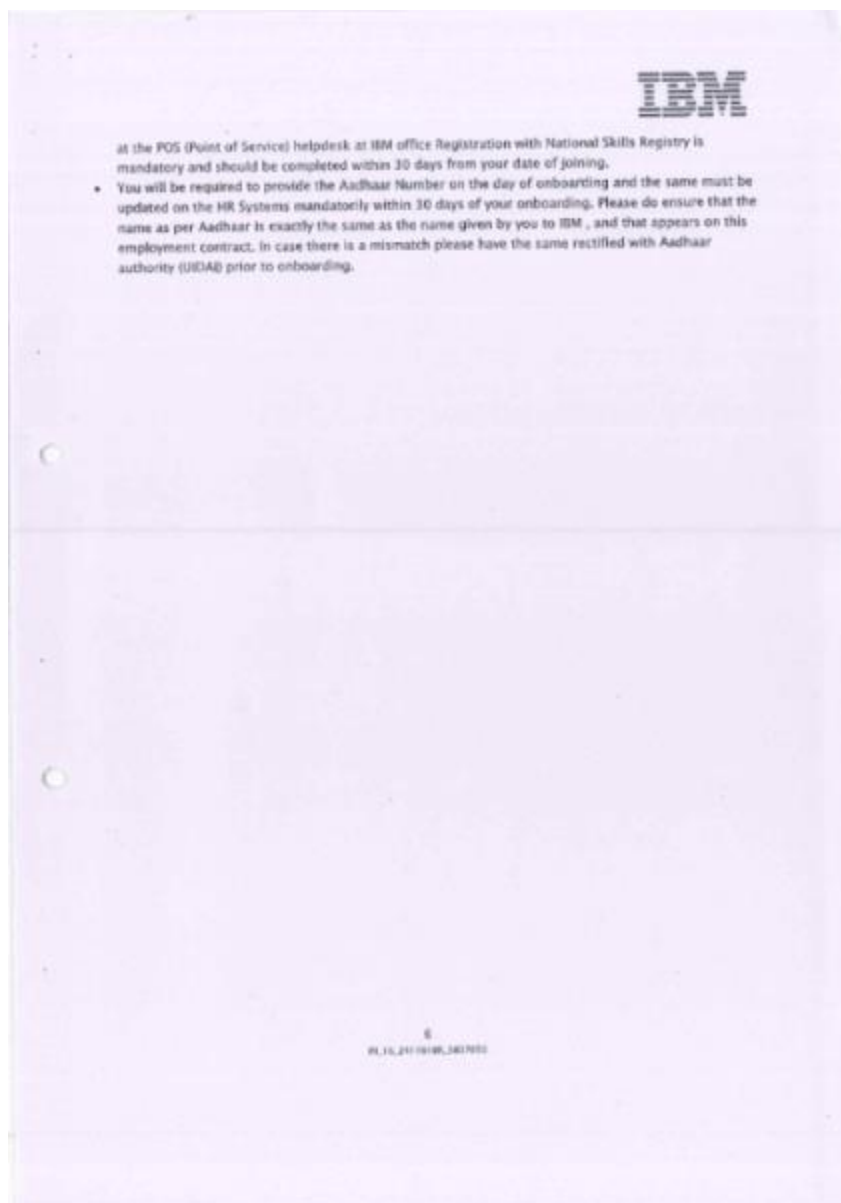 IBM
at the POS (Point of Service) helpdesk at IBM office Registration with National Skills Registry is
mandatory and should be completed within 30 days from your date of joining.
• You will be required to provide the Aadhaar Number on the day of onboarding and the same must be
updated on the HR Systems mandatorily within 30 days of your onboarding. Please do ensure that the
name as per Aadhaar is exactly the same as the name given by you to IBM , and that appears on this
employment contract. In case there is a mismatch please have the same rectified with Aadhaar
authority (UIDAI) prior to onboarding.
6